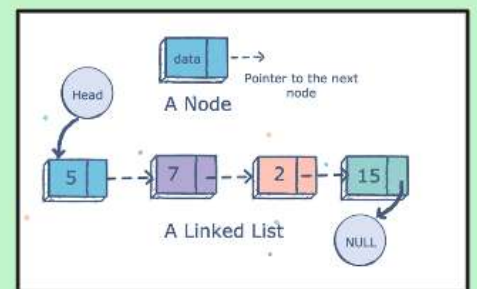 data
Pointer to the next
node
A Node
Head
5
7
2
15
A Linked List
NULL